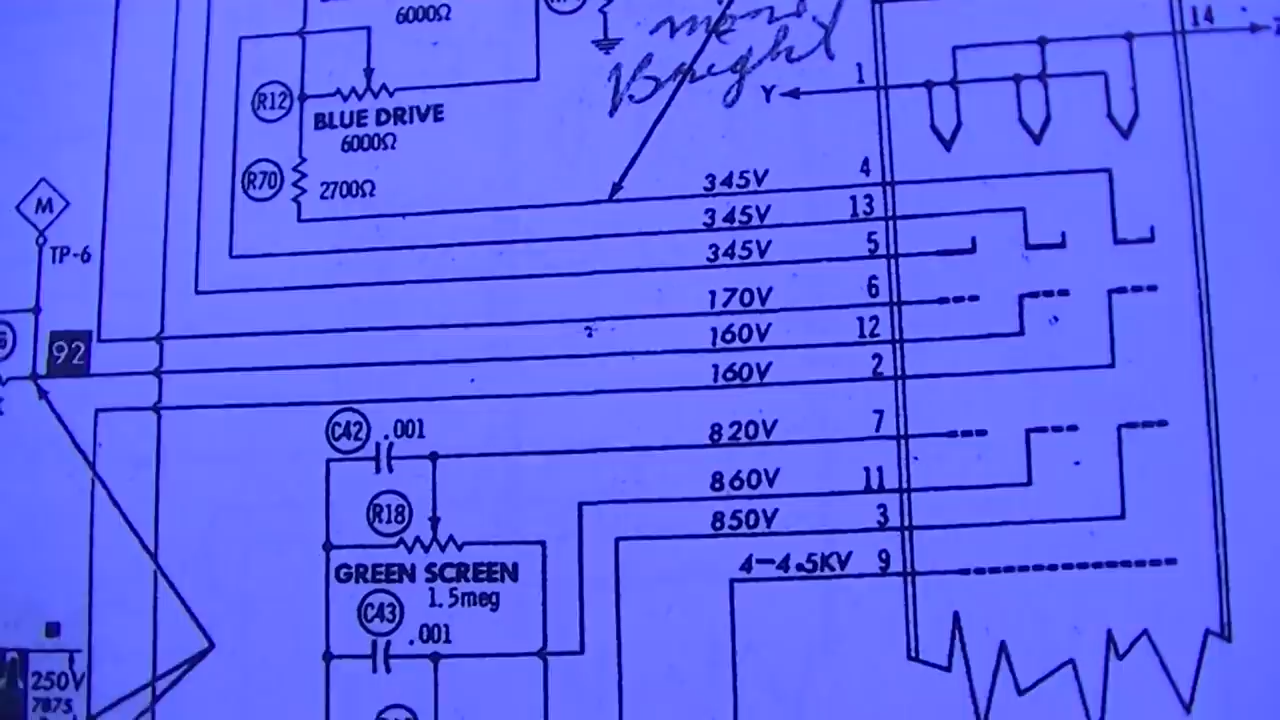 6000Ω
14
Bright
1
Y
R12
BLUE DRIVE
6000Ω
R70
2700Ω
345V 4
M
345V 13
TP-6
345V 5
170V 6
92
160V 12
160V 2
C42 .001
820V 7
860V 11
R18
850V 3
4-4.5KV 9
GREEN SCREEN
1.5meg
C43 .001
250V
7875